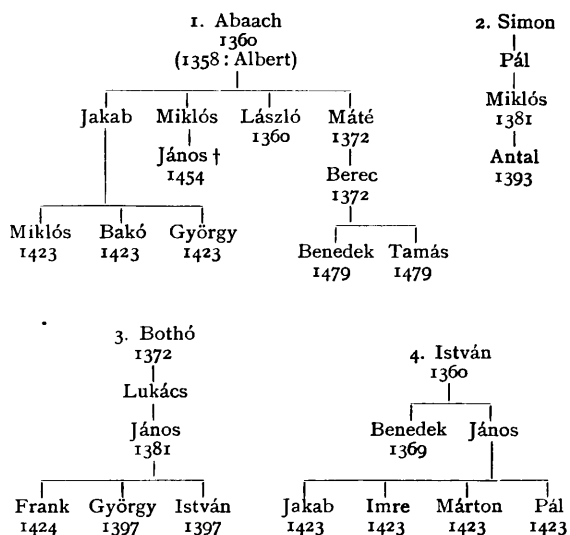 1. Abaach
1360
(1358: Albert)
Jakab Miklós László Máté
1360 1372
János † Berec
1454 1372
Miklós Bakó György Benedek Tamás
1423 1423 1423 1479 1479
2. Simon
Pál
Miklós
1381
Antal
1393
3. Bothó
1372
Lukács
János
1381
Frank György István
1424 1397 1397
4. István
1360
Benedek János
1369
Jakab Imre Márton Pál
1423 1423 1423 1423